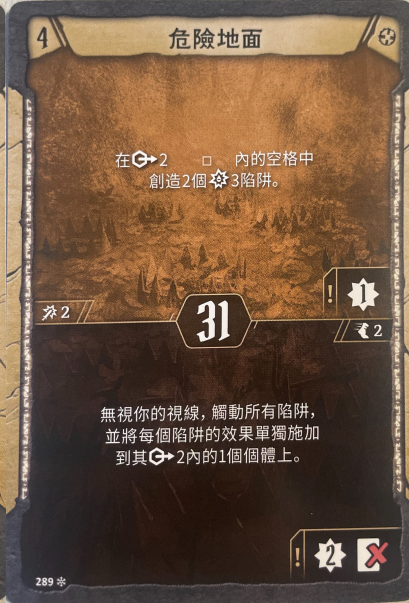 4 危險地面
在 2 □ 內的空格中
創造2個 3陷阱。
! 1
2
31
2
無視你的視線，觸動所有陷阱，
並將每個陷阱的效果單獨施加
到其 2內的1個個體上。
! 2
289